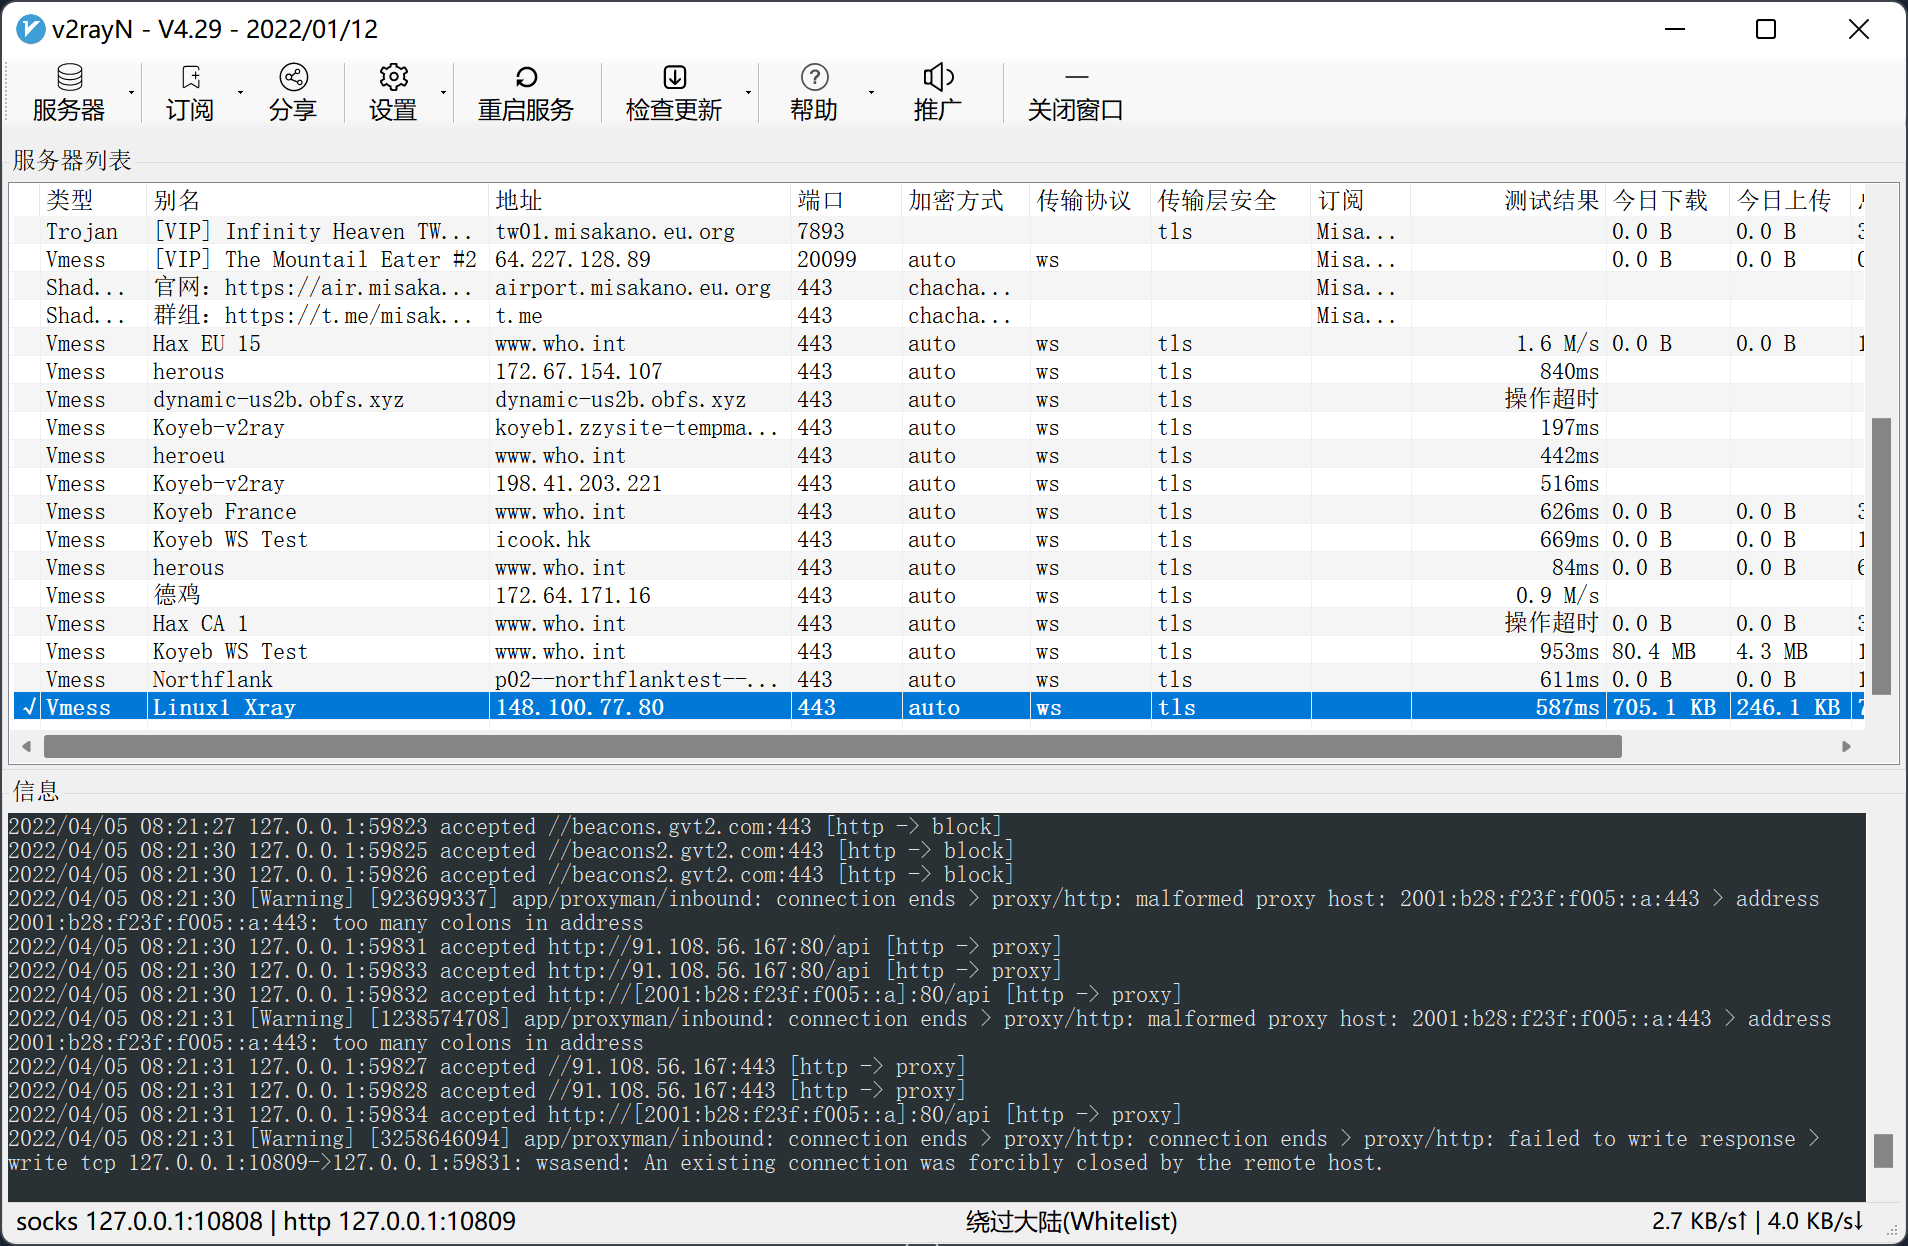 v2rayN - V4.29 - 2022/01/12
服务器 订阅 分享 设置 重启服务 检查更新 帮助 推广 关闭窗口
服务器列表
类型 别名 地址 端口 加密方式 传输协议 传输层安全 订阅 测试结果 今日下载 今日上传
Trojan [VIP] Infinity Heaven TW... tw01.misakano.eu.org 7893 tls Misa... 0.0 B 0.0 B
Vmess [VIP] The Mountail Eater #2 64.227.128.89 20099 auto ws Misa... 0.0 B 0.0 B
Shad... 官网: https://air.misaka... airport.misakano.eu.org 443 chacha... Misa...
Shad... 群组: https://t.me/misak... t.me 443 chacha... Misa...
Vmess Hax EU 15 www.who.int 443 auto ws tls 1.6 M/s 0.0 B 0.0 B
Vmess herous 172.67.154.107 443 auto ws tls 840ms
Vmess dynamic-us2b.obfs.xyz dynamic-us2b.obfs.xyz 443 auto ws tls 操作超时
Vmess Koyeb-v2ray koyeb1.zzysite-tempma... 443 auto ws tls 197ms
Vmess heroeu www.who.int 443 auto ws tls 442ms
Vmess Koyeb-v2ray 198.41.203.221 443 auto ws tls 516ms
Vmess Koyeb France www.who.int 443 auto ws tls 626ms 0.0 B 0.0 B
Vmess Koyeb WS Test icook.hk 443 auto ws tls 669ms 0.0 B 0.0 B
Vmess herous www.who.int 443 auto ws tls 84ms 0.0 B 0.0 B
Vmess 德鸡 172.64.171.16 443 auto ws tls 0.9 M/s
Vmess Hax CA 1 www.who.int 443 auto ws tls 操作超时 0.0 B 0.0 B
Vmess Koyeb WS Test www.who.int 443 auto ws tls 953ms 80.4 MB 4.3 MB
Vmess Northflank p02--northflanktest--... 443 auto ws tls 611ms 0.0 B 0.0 B
√ Vmess Linux1 Xray 148.100.77.80 443 auto ws tls 587ms 705.1 KB 246.1 KB
信息
2022/04/05 08:21:27 127.0.0.1:59823 accepted //beacons.gvt2.com:443 [http -> block]
2022/04/05 08:21:30 127.0.0.1:59825 accepted //beacons2.gvt2.com:443 [http -> block]
2022/04/05 08:21:30 127.0.0.1:59826 accepted //beacons2.gvt2.com:443 [http -> block]
2022/04/05 08:21:30 [Warning] [923699337] app/proxyman/inbound: connection ends > proxy/http: malformed proxy host: 2001:b28:f23f:f005::a:443 > address
2001:b28:f23f:f005::a:443: too many colons in address
2022/04/05 08:21:30 127.0.0.1:59831 accepted http://91.108.56.167:80/api [http -> proxy]
2022/04/05 08:21:30 127.0.0.1:59833 accepted http://91.108.56.167:80/api [http -> proxy]
2022/04/05 08:21:30 127.0.0.1:59832 accepted http://[2001:b28:f23f:f005::a]:80/api [http -> proxy]
2022/04/05 08:21:31 [Warning] [1238574708] app/proxyman/inbound: connection ends > proxy/http: malformed proxy host: 2001:b28:f23f:f005::a:443 > address
2001:b28:f23f:f005::a:443: too many colons in address
2022/04/05 08:21:31 127.0.0.1:59827 accepted //91.108.56.167:443 [http -> proxy]
2022/04/05 08:21:31 127.0.0.1:59828 accepted //91.108.56.167:443 [http -> proxy]
2022/04/05 08:21:31 127.0.0.1:59834 accepted http://[2001:b28:f23f:f005::a]:80/api [http -> proxy]
2022/04/05 08:21:31 [Warning] [3258646094] app/proxyman/inbound: connection ends > proxy/http: connection ends > proxy/http: failed to write response >
write tcp 127.0.0.1:10809->127.0.0.1:59831: wsasend: An existing connection was forcibly closed by the remote host.
socks 127.0.0.1:10808 | http 127.0.0.1:10809 绕过大陆(Whitelist) 2.7 KB/s↑ | 4.0 KB/s↓